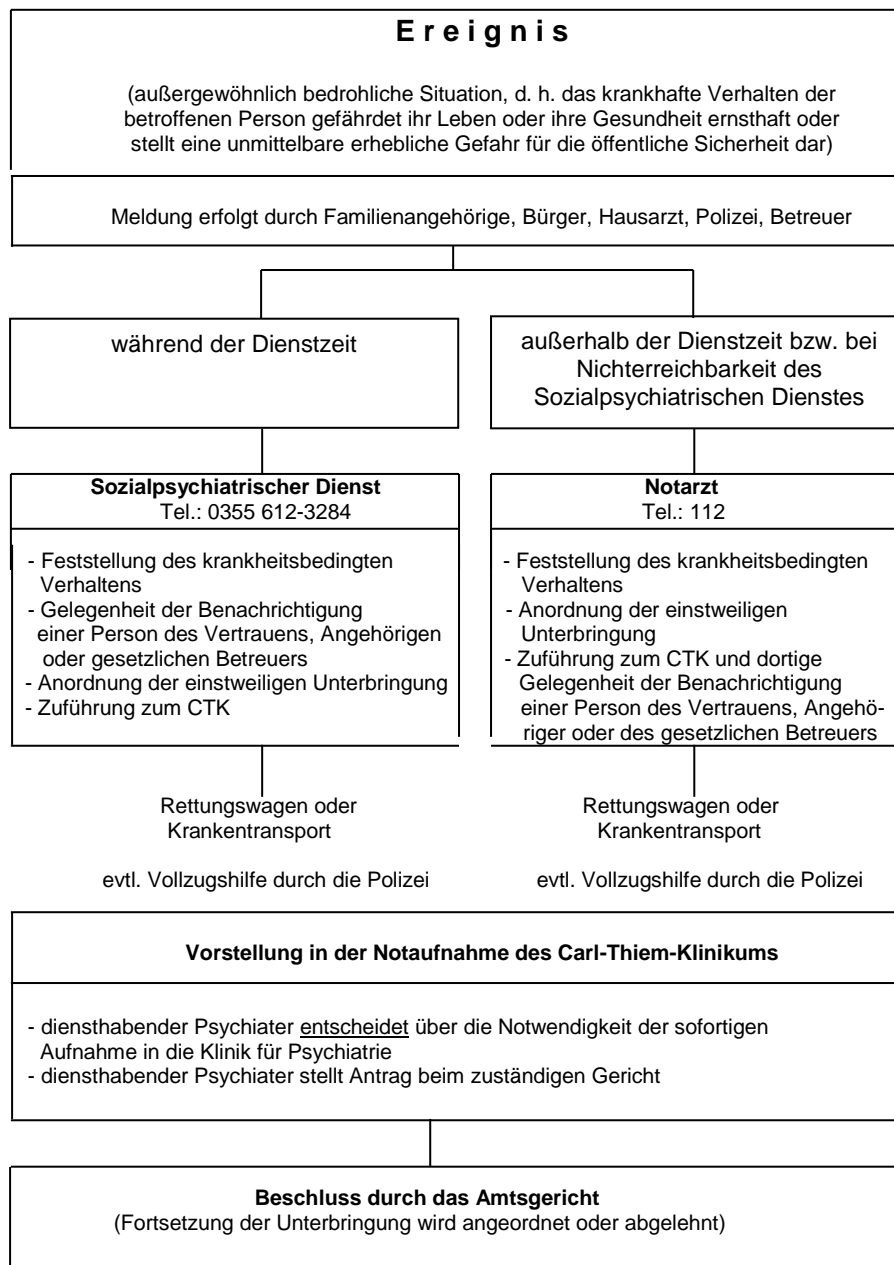 Ereignis
(außergewöhnlich bedrohliche Situation, d. h. das krankhafte Verhalten der
betroffenen Person gefährdet ihr Leben oder ihre Gesundheit ernsthaft oder
stellt eine unmittelbare erhebliche Gefahr für die öffentliche Sicherheit dar)
Meldung erfolgt durch Familienangehörige, Bürger, Hausarzt, Polizei, Betreuer
während der Dienstzeit
außerhalb der Dienstzeit bzw. bei
Nichterreichbarkeit des
Sozialpsychiatrischen Dienstes
Sozialpsychiatrischer Dienst
Tel.: 0355 612-3284
- Feststellung des krankheitsbedingten
Verhaltens
- Gelegenheit der Benachrichtigung
einer Person des Vertrauens, Angehörigen
oder gesetzlichen Betreuers
- Anordnung der einstweiligen Unterbringung
- Zuführung zum CTK
Notarzt
Tel.: 112
- Feststellung des krankheitsbedingten
Verhaltens
- Anordnung der einstweiligen
Unterbringung
- Zuführung zum CTK und dortige
Gelegenheit der Benachrichtigung
einer Person des Vertrauens, Angehö-
riger oder des gesetzlichen Betreuers
Rettungswagen oder
Krankentransport
evtl. Vollzugshilfe durch die Polizei
Rettungswagen oder
Krankentransport
evtl. Vollzugshilfe durch die Polizei
Vorstellung in der Notaufnahme des Carl-Thiem-Klinikums
- diensthabender Psychiater entscheidet über die Notwendigkeit der sofortigen
Aufnahme in die Klinik für Psychiatrie
- diensthabender Psychiater stellt Antrag beim zuständigen Gericht
Beschluss durch das Amtsgericht
(Fortsetzung der Unterbringung wird angeordnet oder abgelehnt)